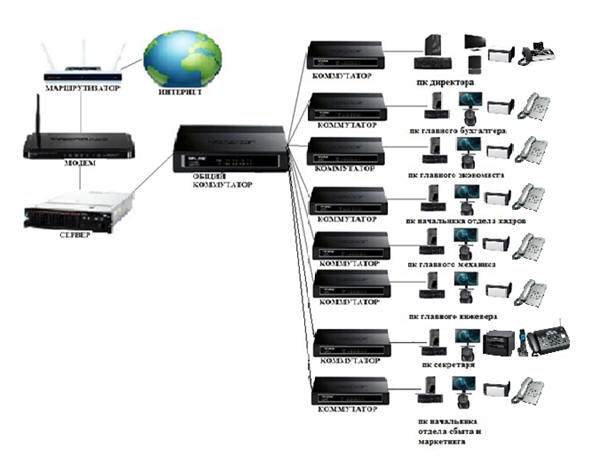 МАРШРУТИЗАТОР
ИНТЕРНЕТ
МОДЕМ
СЕРВЕР
ОБЩИЙ
КОММУТАТОР
КОММУТАТОР
пк директора
КОММУТАТОР
пк главного бухгалтера
КОММУТАТОР
пк главного экономиста
КОММУТАТОР
пк начальника отдела кадров
КОММУТАТОР
пк главного механика
КОММУТАТОР
пк главного инженера
КОММУТАТОР
пк секретаря
КОММУТАТОР
пк начальника
отдела сбыта и
маркетинга